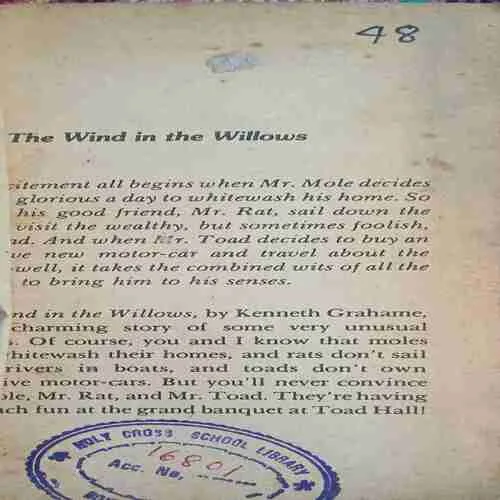 48
The Wind in the Willows
citement all begins when Mr. Mole decides
glorious a day to whitewash his home. So
his good friend, Mr. Rat, sail down the
visit the wealthy, but sometimes foolish,
nd. And when Mr. Toad decides to buy an
ve new motor-car and travel about the
well, it takes the combined wits of all the
to bring him to his senses.
nd in the Willows, by Kenneth Grahame,
charming story of some very unusual
s. Of course, you and I know that moles
hitewash their homes, and rats don't sail
rivers in boats, and toads don't own
ive motor-cars. But you'll never convince
ole, Mr. Rat, and Mr. Toad. They're having
ch fun at the grand banquet at Toad Hall!
HOLY CROSS SCHOOL LIBRARY
16801
Acc. No.